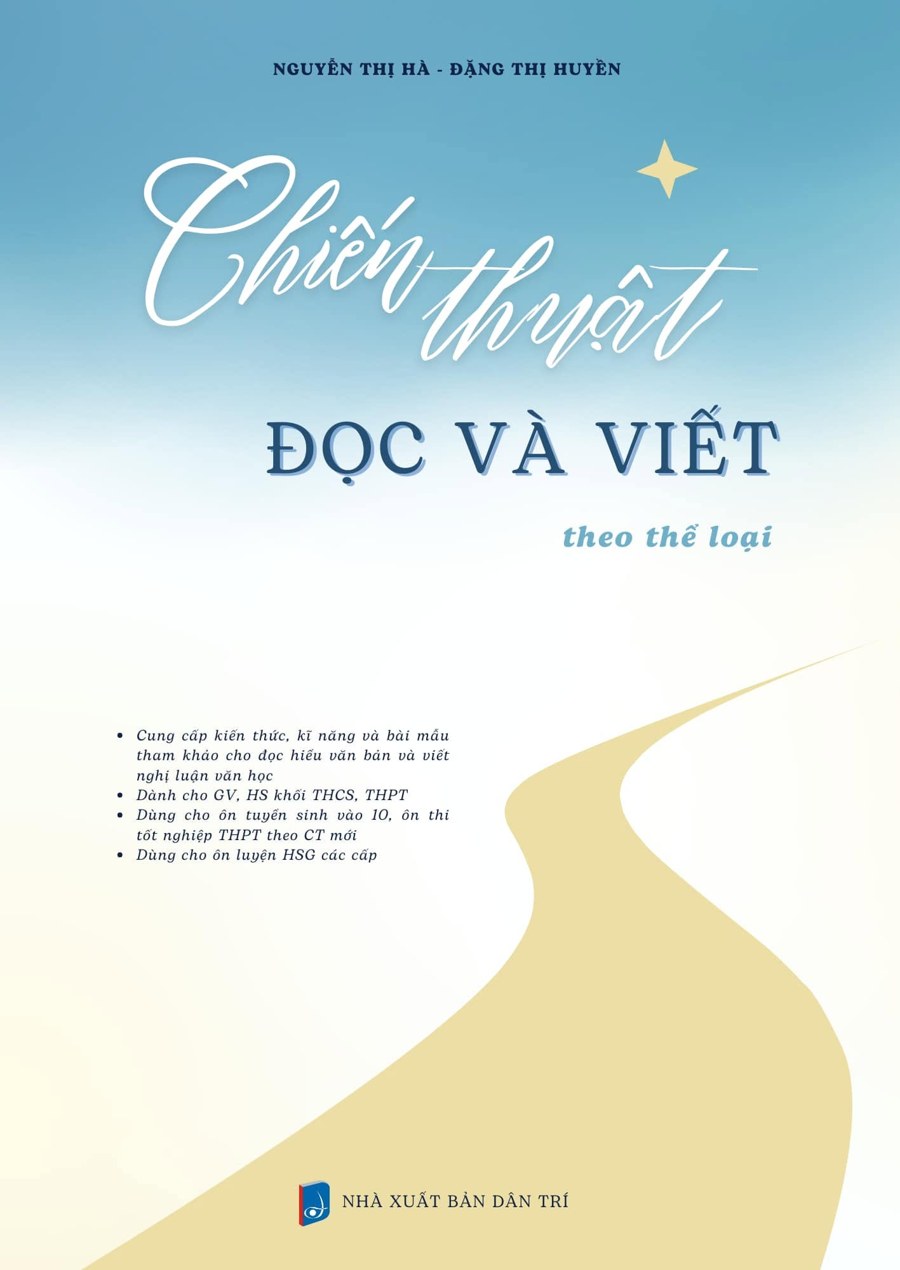 NGUYỄN THỊ HÀ - ĐẶNG THỊ HUYỀN
Chiến
thuật
ĐỌC VÀ VIẾT
theo thể loại
• Cung cấp kiến thức, kĩ năng và bài mẫu
tham khảo cho đọc hiểu văn bản và viết
nghị luận văn học
• Dành cho GV, HS khối THCS, THPT
• Dùng cho ôn tuyển sinh vào 10, ôn thi
tốt nghiệp THPT theo CT mới
• Dùng cho ôn luyện HSG các cấp
NHÀ XUẤT BẢN DÂN TRÍ